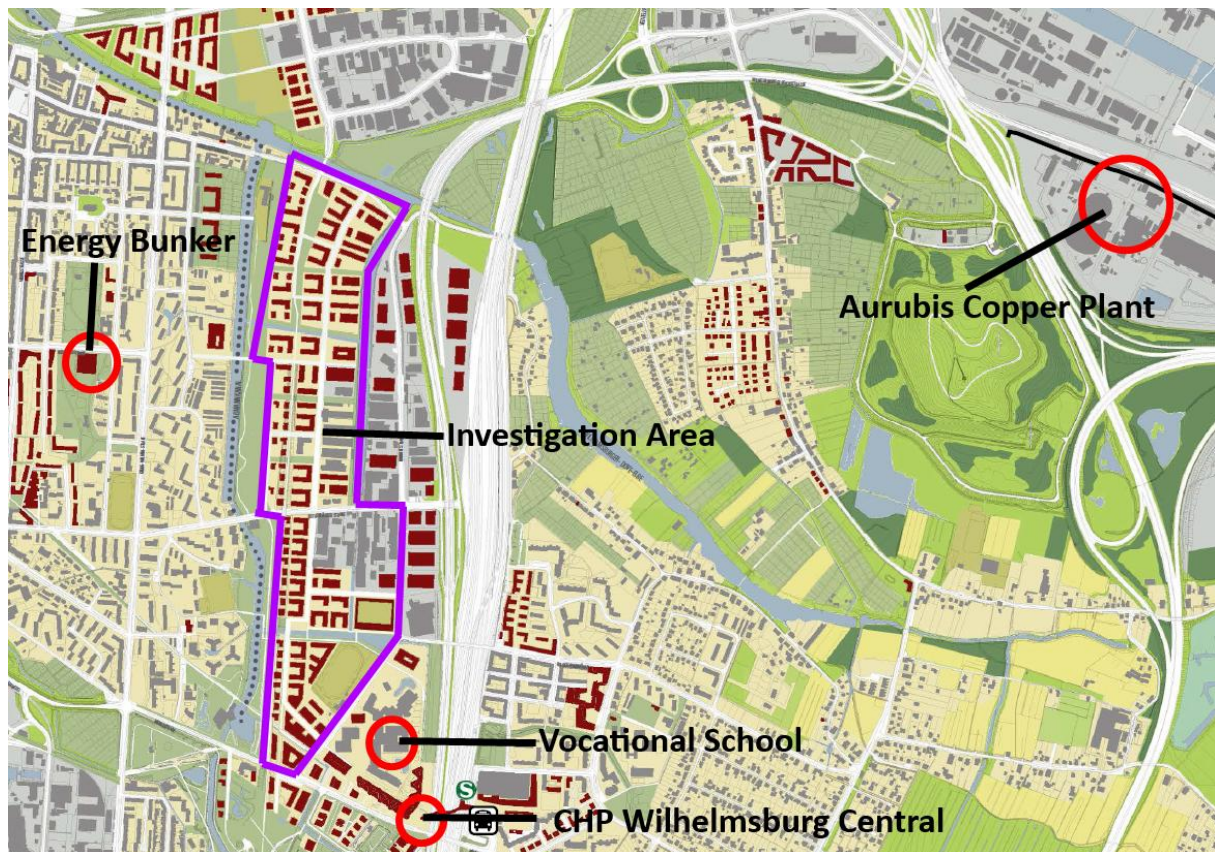 Energy Bunker
Aurubis Copper Plant
Investigation Area
Vocational School
S
CHP Wilhelmsburg Central